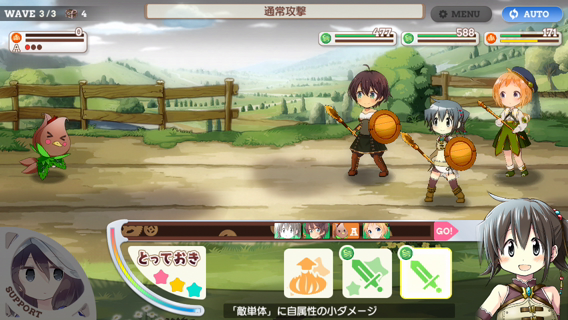 WAVE 3/3 4
通常攻撃
MENU
AUTO
0
A
477
588
171
A
GO!
とっておき
SUPPORT
「敵単体」に自属性の小ダメージ